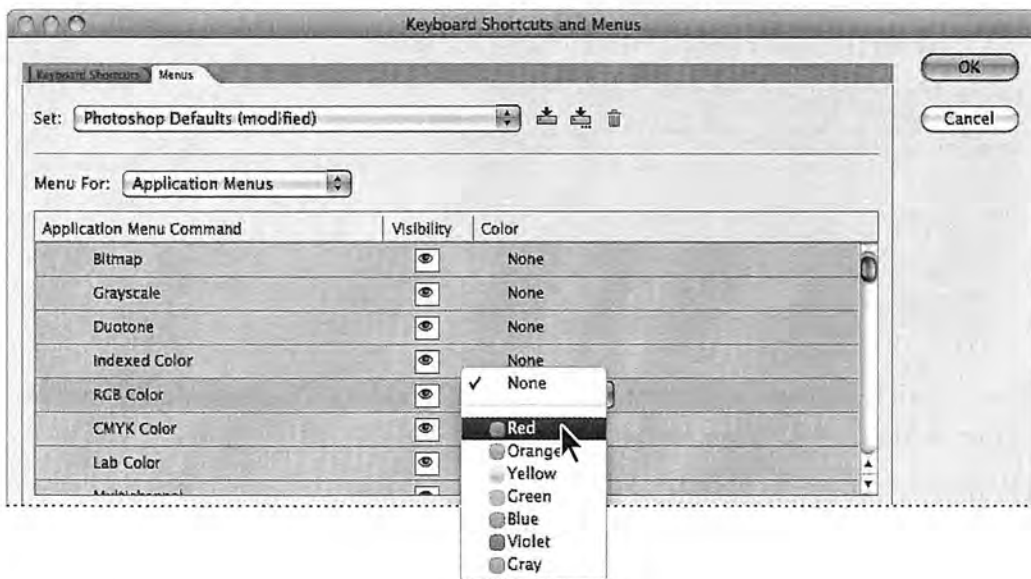 Keyboard Shortcuts and Menus
Keyboard Shortcuts Menus
OK
Set: Photoshop Defaults (modified)
Cancel
Menu For: Application Menus
Application Menu Command Visibility Color
Bitmap None
Grayscale None
Duotone None
Indexed Color None
RGB Color None
CMYK Color Red
Orange
Lab Color
Yellow
Multichannel
Green
Blue
Violet
Gray